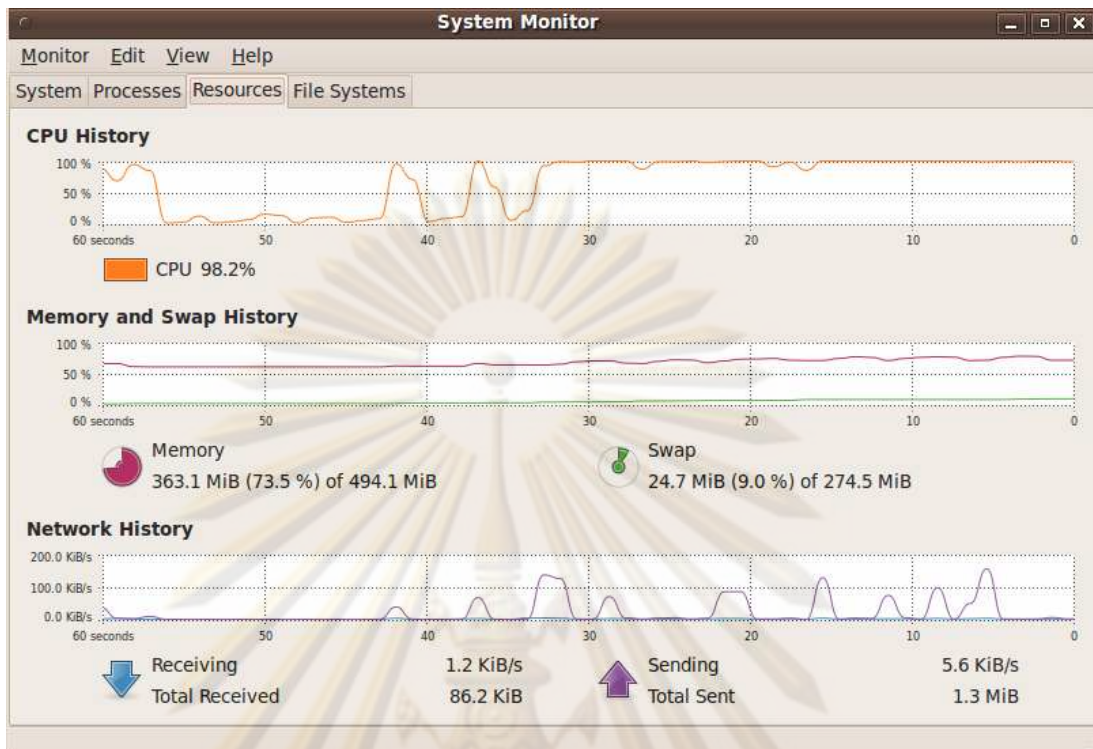 System Monitor
Monitor Edit View Help
System Processes Resources File Systems
CPU History
100 %
50 %
0 %
60 seconds 50 40 30 20 10 0
CPU 98.2%
Memory and Swap History
100 %
50 %
0 %
60 seconds 50 40 30 20 10 0
Memory Swap
363.1 MiB (73.5 %) of 494.1 MiB 24.7 MiB (9.0 %) of 274.5 MiB
Network History
200.0 KiB/s
100.0 KiB/s
0.0 KiB/s
60 seconds 50 40 30 20 10 0
Receiving 1.2 KiB/s Sending 5.6 KiB/s
Total Received 86.2 KiB Total Sent 1.3 MiB